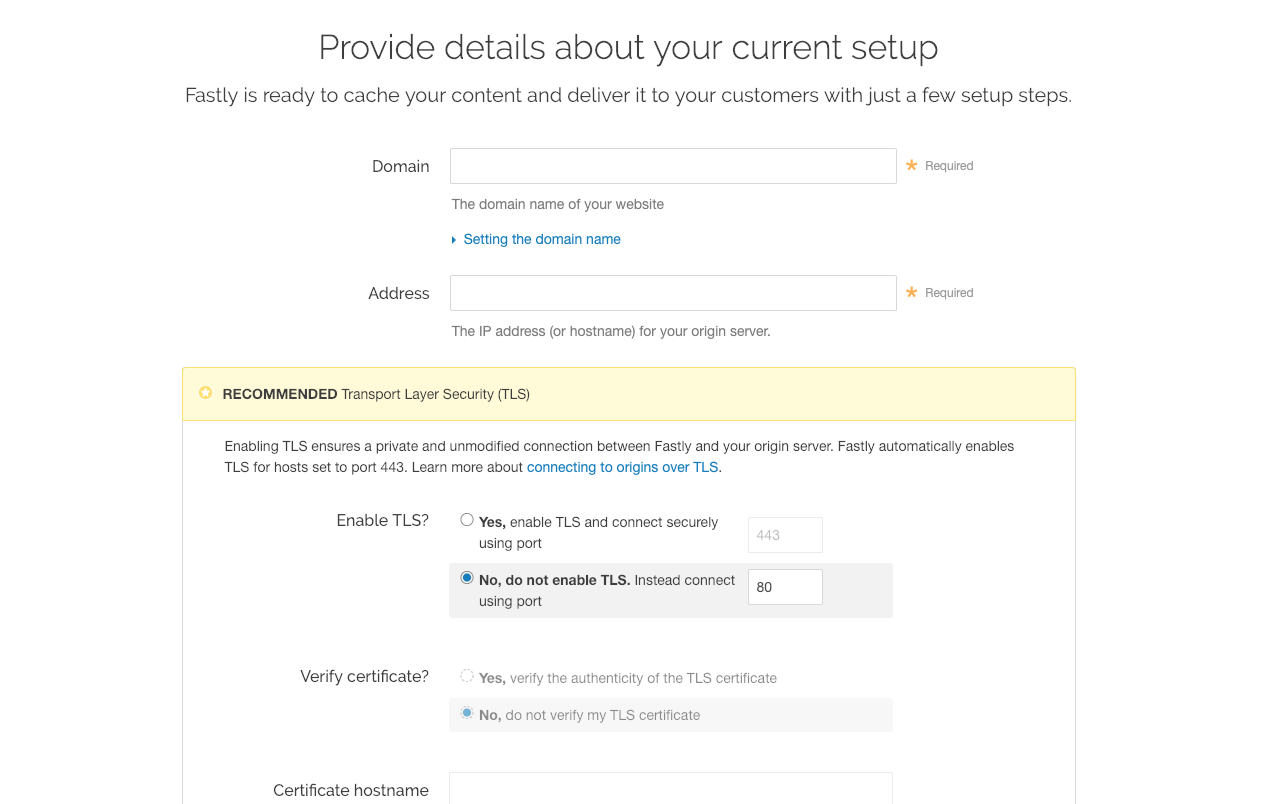 Provide details about your current setup
Fastly is ready to cache your content and deliver it to your customers with just a few setup steps.
Domain
* Required
The domain name of your website
Setting the domain name
Address
* Required
The IP address (or hostname) for your origin server.
RECOMMENDED Transport Layer Security (TLS)
Enabling TLS ensures a private and unmodified connection between Fastly and your origin server. Fastly automatically enables
TLS for hosts set to port 443. Learn more about connecting to origins over TLS.
Enable TLS?
Yes, enable TLS and connect securely
using port
443
No, do not enable TLS. Instead connect
using port
80
Verify certificate?
Yes, verify the authenticity of the TLS certificate
No, do not verify my TLS certificate
Certificate hostname